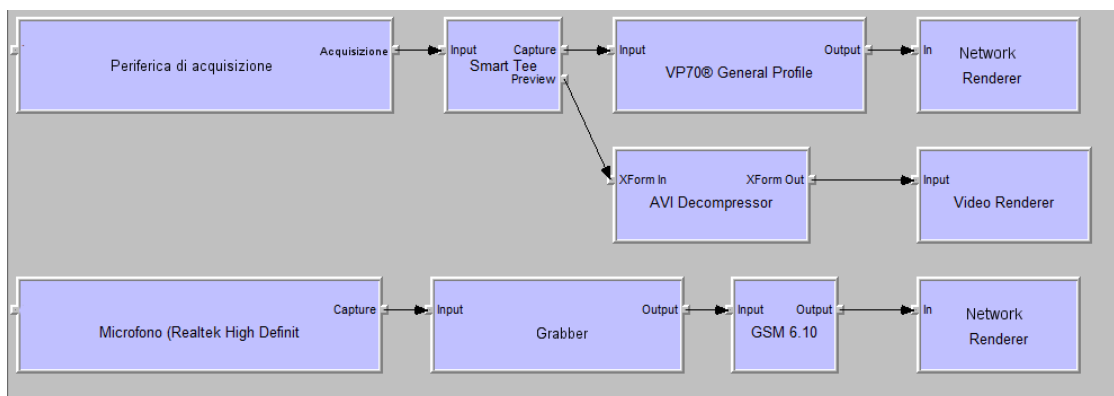 Acquisizione
Periferica di acquisizione
Input Capture
Smart Tee
Preview
Input Output
VP70® General Profile
In Network
Renderer
XForm In XForm Out
AVI Decompressor
Input
Video Renderer
Capture
Microfono (Realtek High Definit
Input Output
Grabber
Input Output
GSM 6.10
In Network
Renderer